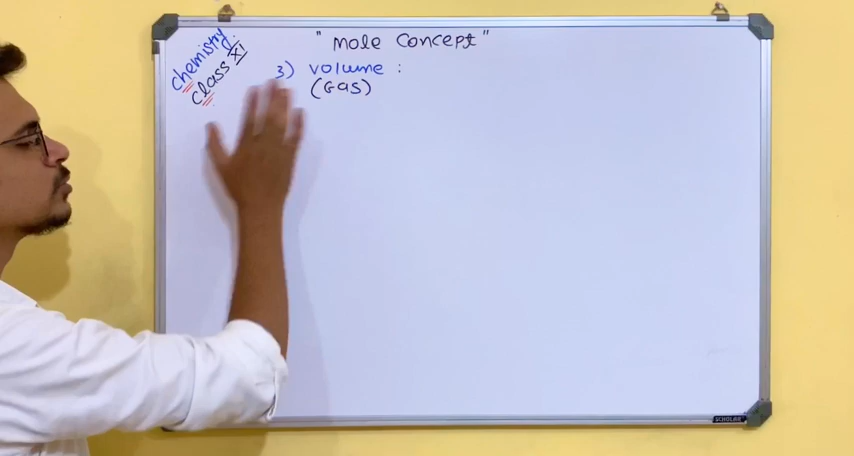 chemistry
Class XI
"Mole Concept"
3) volume :
(Gas)
SCHOLAR